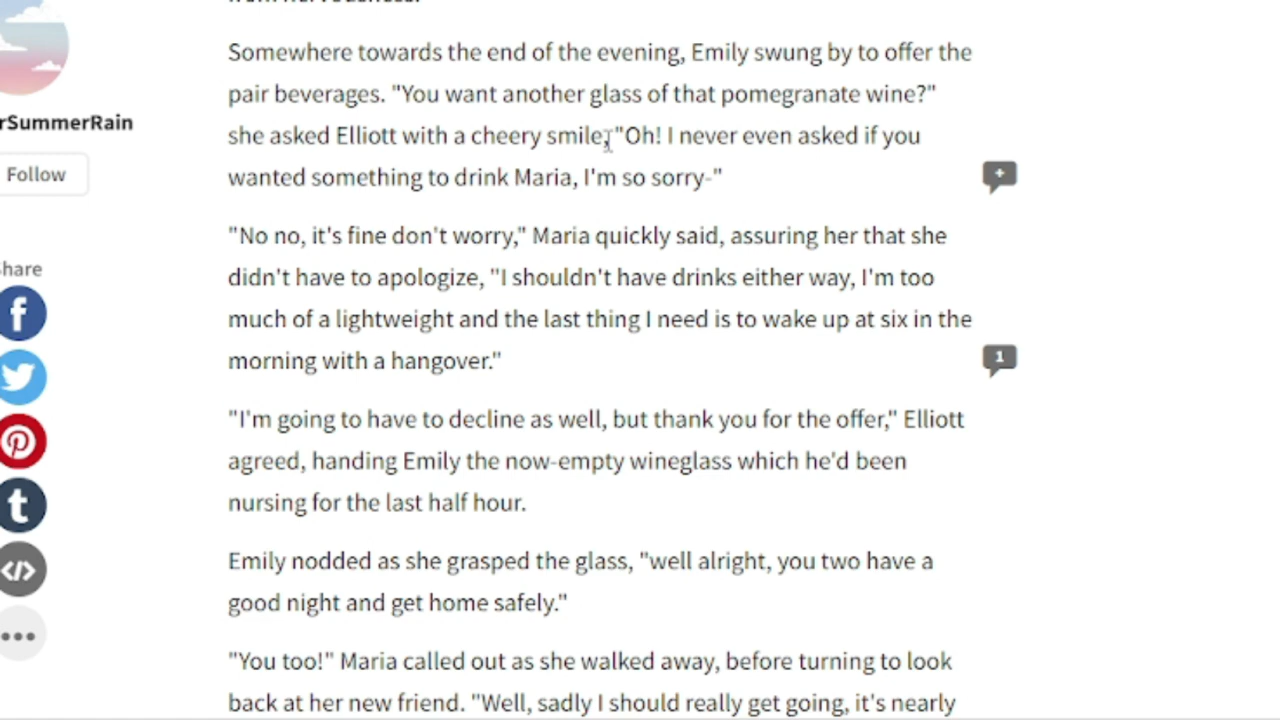 Somewhere towards the end of the evening, Emily swung by to offer the
pair beverages. "You want another glass of that pomegranate wine?"
she asked Elliott with a cheery smile, "Oh! I never even asked if you
wanted something to drink Maria, I'm so sorry-"
+
"No no, it's fine don't worry," Maria quickly said, assuring her that she
didn't have to apologize, "I shouldn't have drinks either way, I'm too
much of a lightweight and the last thing I need is to wake up at six in the
morning with a hangover."
1
"I'm going to have to decline as well, but thank you for the offer," Elliott
agreed, handing Emily the now-empty wineglass which he'd been
nursing for the last half hour.
Emily nodded as she grasped the glass, "well alright, you two have a
good night and get home safely."
"You too!" Maria called out as she walked away, before turning to look
back at her new friend. "Well, sadly I should really get going, it's nearly
rSummerRain
Follow
Share